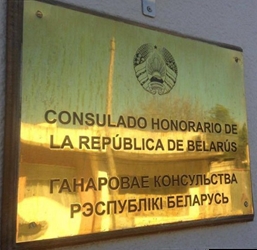 CONSULADO HONORARIO DE
LA REPÚBLICA DE BELARÚS
ГАНАРОВАЕ КОНСУЛЬСТВА
РЭСПУБЛІКІ БЕЛАРУСЬ